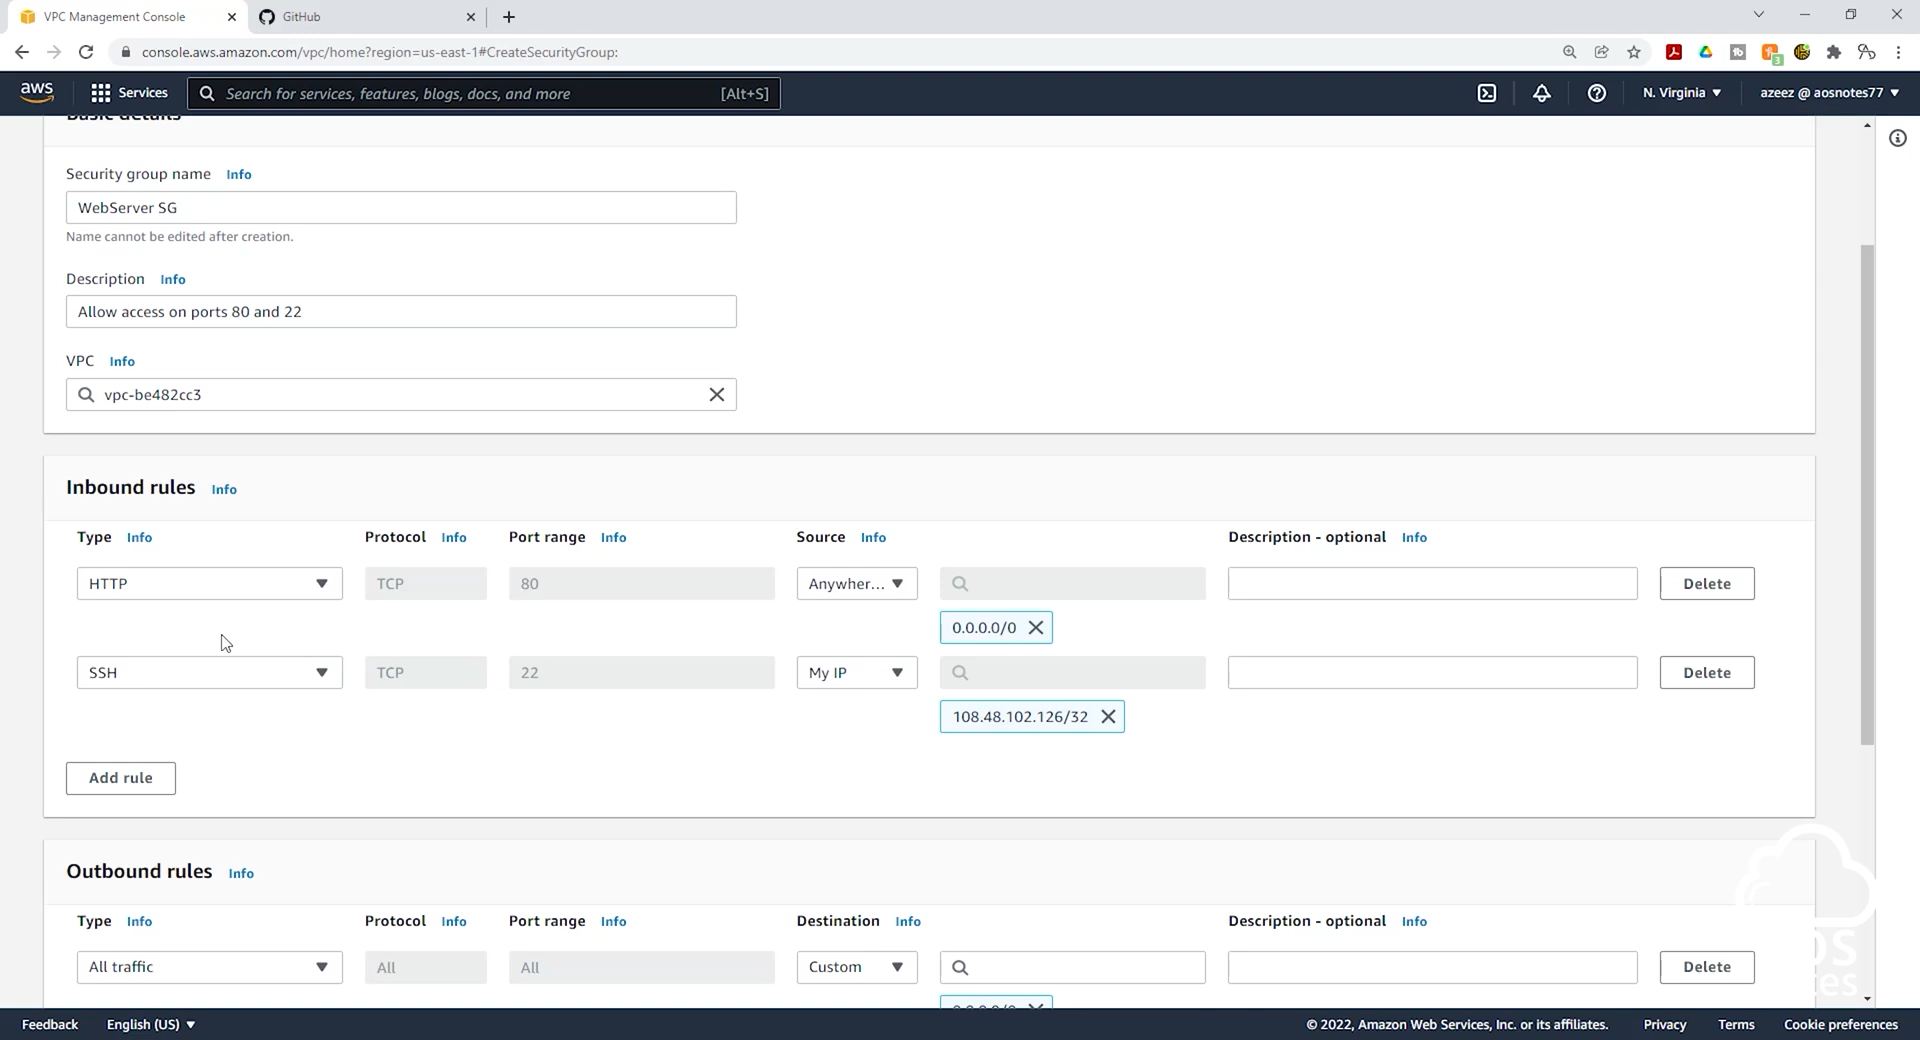 VPC Management Console
GitHub
console.aws.amazon.com/vpc/home?region=us-east-1#CreateSecurityGroup:
3
aws
Services
Search for services, features, blogs, docs, and more [Alt+S]
N. Virginia
azeez @ aosnotes77
Basic details
Security group name Info
WebServer SG
Name cannot be edited after creation.
Description Info
Allow access on ports 80 and 22
VPC Info
vpc-be482cc3
Inbound rules Info
Type Info Protocol Info Port range Info Source Info Description - optional Info
HTTP TCP 80 Anywher... Delete
0.0.0.0/0
SSH TCP 22 My IP Delete
108.48.102.126/32
Add rule
Outbound rules Info
Type Info Protocol Info Port range Info Destination Info Description - optional Info
All traffic All All Custom Delete
Feedback English (US) © 2022, Amazon Web Services, Inc. or its affiliates. Privacy Terms Cookie preferences